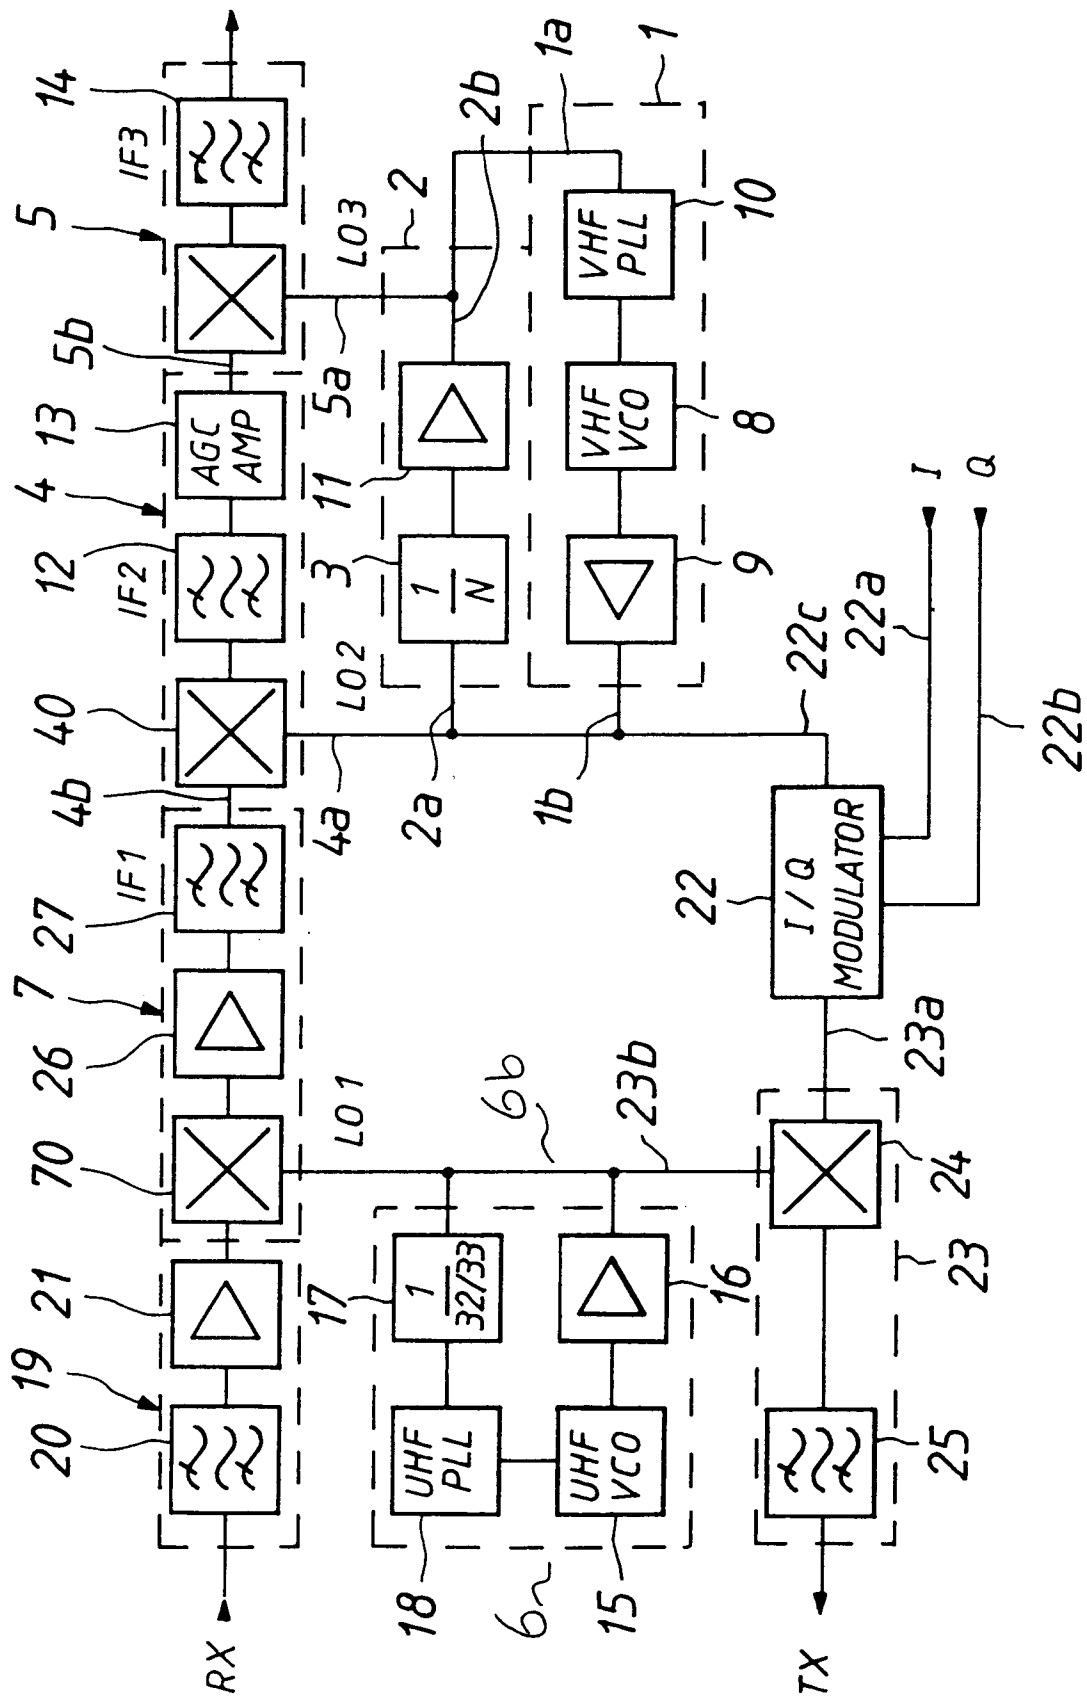 RX
20
19
21
70
26
7
27
IF1
4b
40
IF2
12
4
13
5b
5
IF3
14
AGC
AMP
LO1
LO2
LO3
4a
2a
3
11
5a
2
2b
1
N
1a
1
VHF
PLL
10
VHF
VCO
8
9
1b
17
1
32/33
18
UHF
PLL
6
15
UHF
VCO
16
6b
23b
22
I/Q
MODULATOR
22c
22a
I
Q
22b
23a
24
23
25
TX